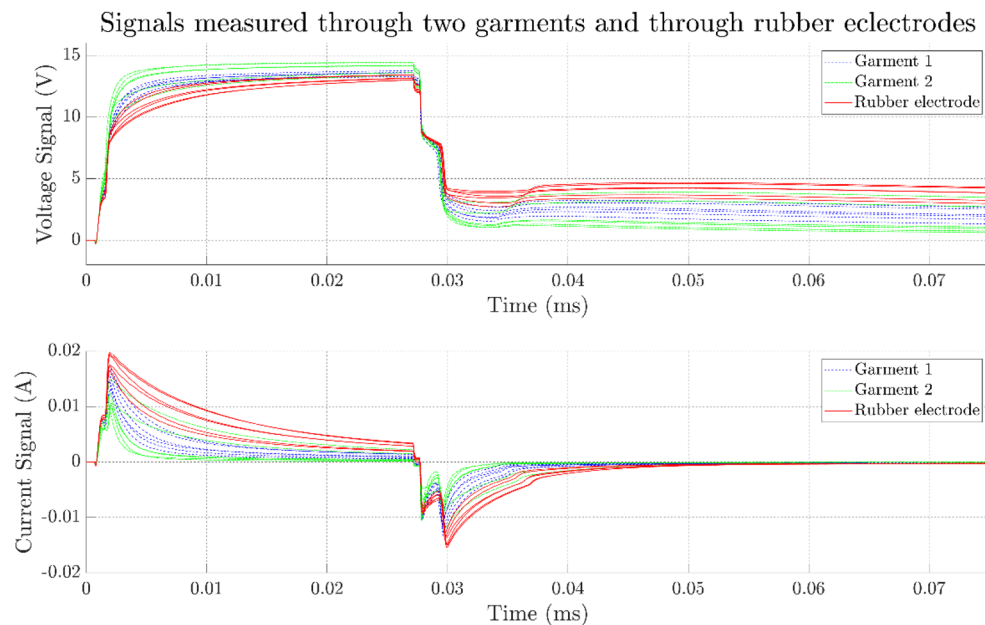 Signals measured through two garments and through rubber eclectrodes
Voltage Signal (V)
15
10
5
0
0
0.01
0.02
0.03
0.04
0.05
0.06
0.07
Time (ms)
Garment 1
Garment 2
Rubber electrode
Current Signal (A)
0.02
0.01
0
-0.01
-0.02
0
0.01
0.02
0.03
0.04
0.05
0.06
0.07
Time (ms)
Garment 1
Garment 2
Rubber electrode